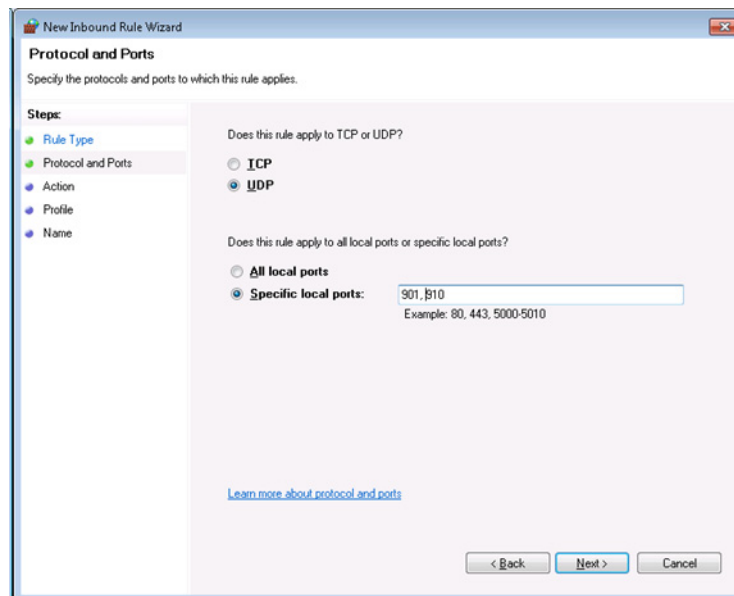 New Inbound Rule Wizard
Protocol and Ports
Specify the protocols and ports to which this rule applies.
Steps:
Rule Type
Protocol and Ports
Action
Profile
Name
Does this rule apply to TCP or UDP?
TCP
UDP
Does this rule apply to all local ports or specific local ports?
All local ports
Specific local ports: 901, 910
Example: 80, 443, 5000-5010
Learn more about protocol and ports
< Back Next > Cancel